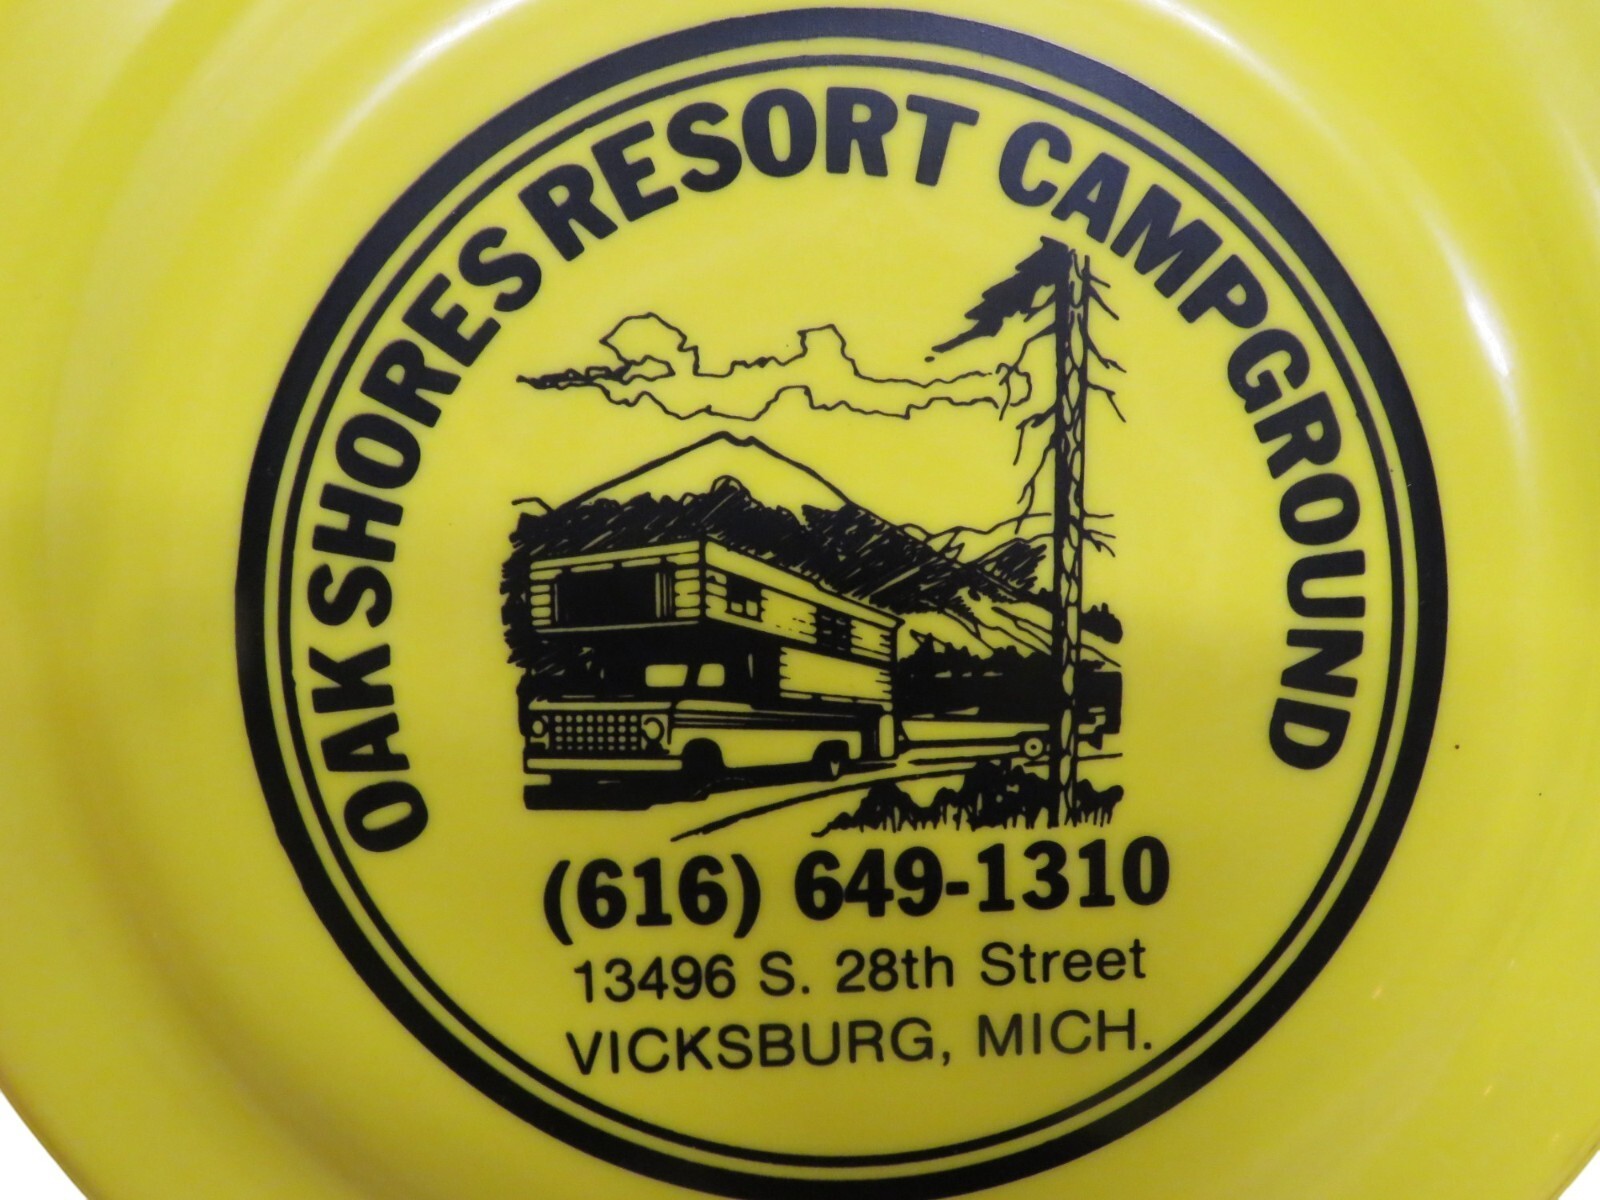 OAK SHORES RESORT CAMPGROUND
(616) 649-1310
13496 S. 28th Street
VICKSBURG, MICH.